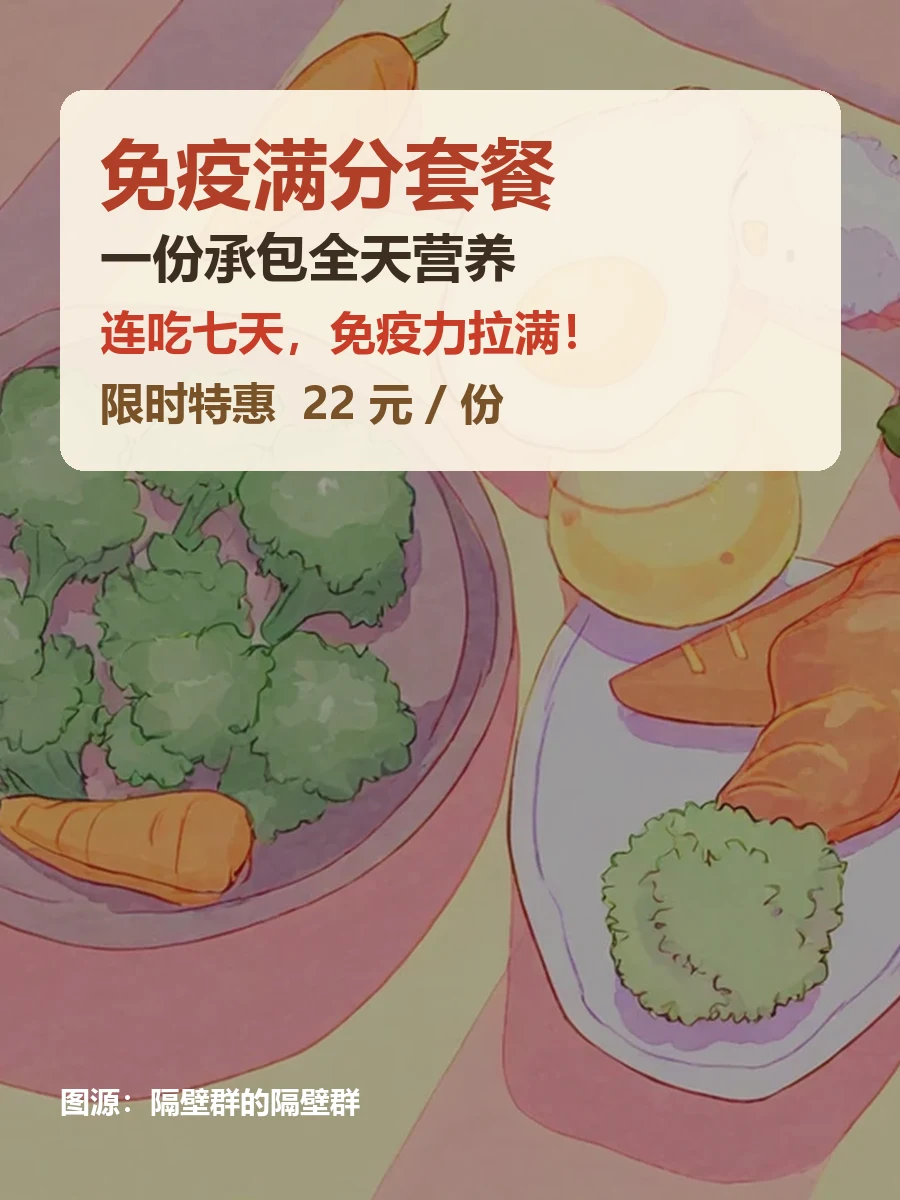 免疫满分套餐
一份承包全天营养
连吃七天，免疫力拉满！
限时特惠 22 元 / 份
图源：隔壁群的隔壁群